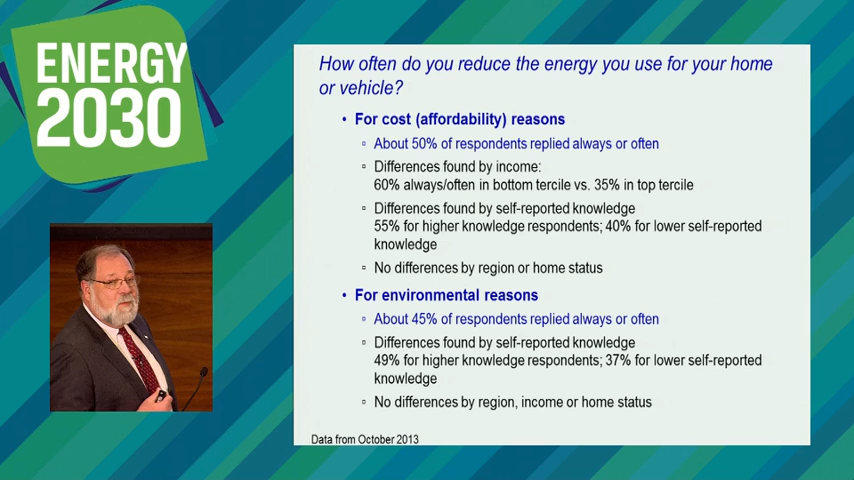 ENERGY
2030
How often do you reduce the energy you use for your home
or vehicle?
• For cost (affordability) reasons
▫ About 50% of respondents replied always or often
▫ Differences found by income:
60% always/often in bottom tercile vs. 35% in top tercile
▫ Differences found by self-reported knowledge
55% for higher knowledge respondents; 40% for lower self-reported
knowledge
▫ No differences by region or home status
• For environmental reasons
▫ About 45% of respondents replied always or often
▫ Differences found by self-reported knowledge
49% for higher knowledge respondents; 37% for lower self-reported
knowledge
▫ No differences by region, income or home status
Data from October 2013